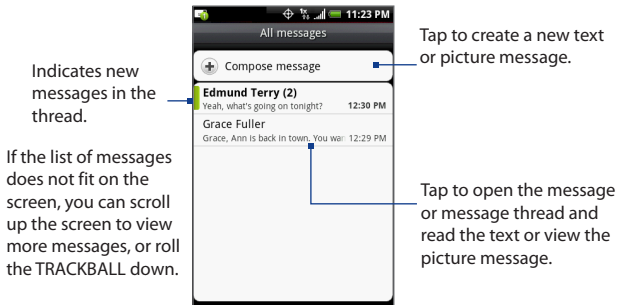 11:23 PM
All messages
Compose message
Edmund Terry (2)
Yeah, what's going on tonight? 12:30 PM
Grace Fuller
Grace, Ann is back in town. You wan 12:29 PM
Indicates new
messages in the
thread.
If the list of messages
does not fit on the
screen, you can scroll
up the screen to view
more messages, or roll
the TRACKBALL down.
Tap to create a new text
or picture message.
Tap to open the message
or message thread and
read the text or view the
picture message.